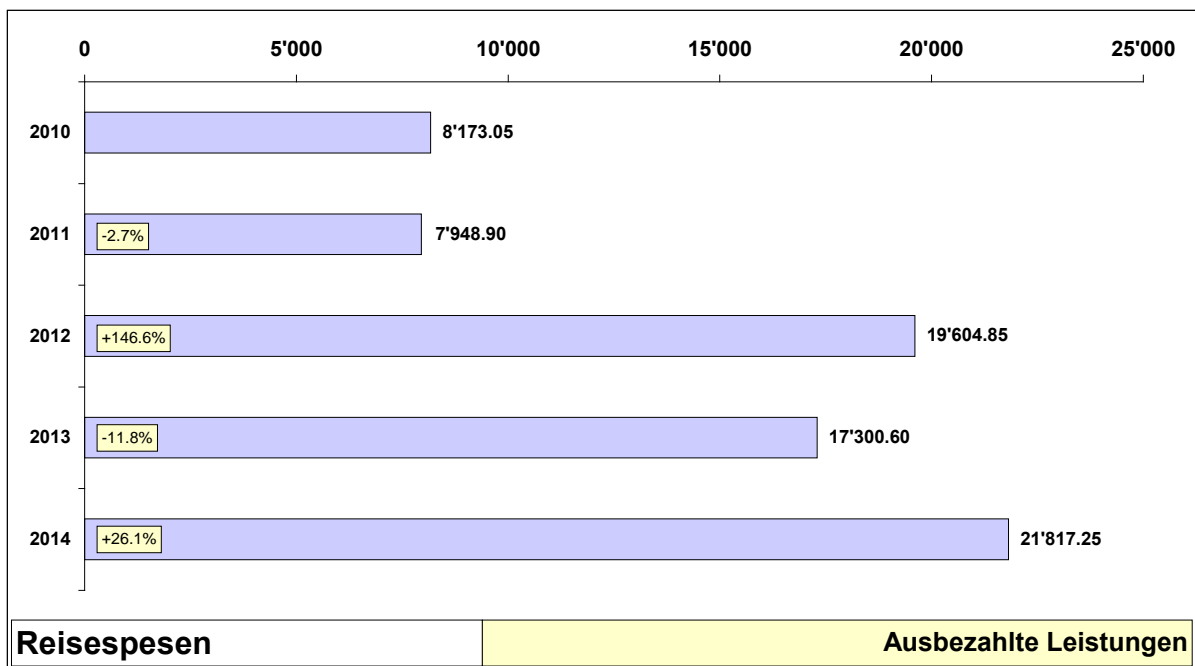 0 5'000 10'000 15'000 20'000 25'000
2010 8'173.05
2011 -2.7% 7'948.90
2012 +146.6% 19'604.85
2013 -11.8% 17'300.60
2014 +26.1% 21'817.25
Reisespesen Ausbezahlte Leistungen